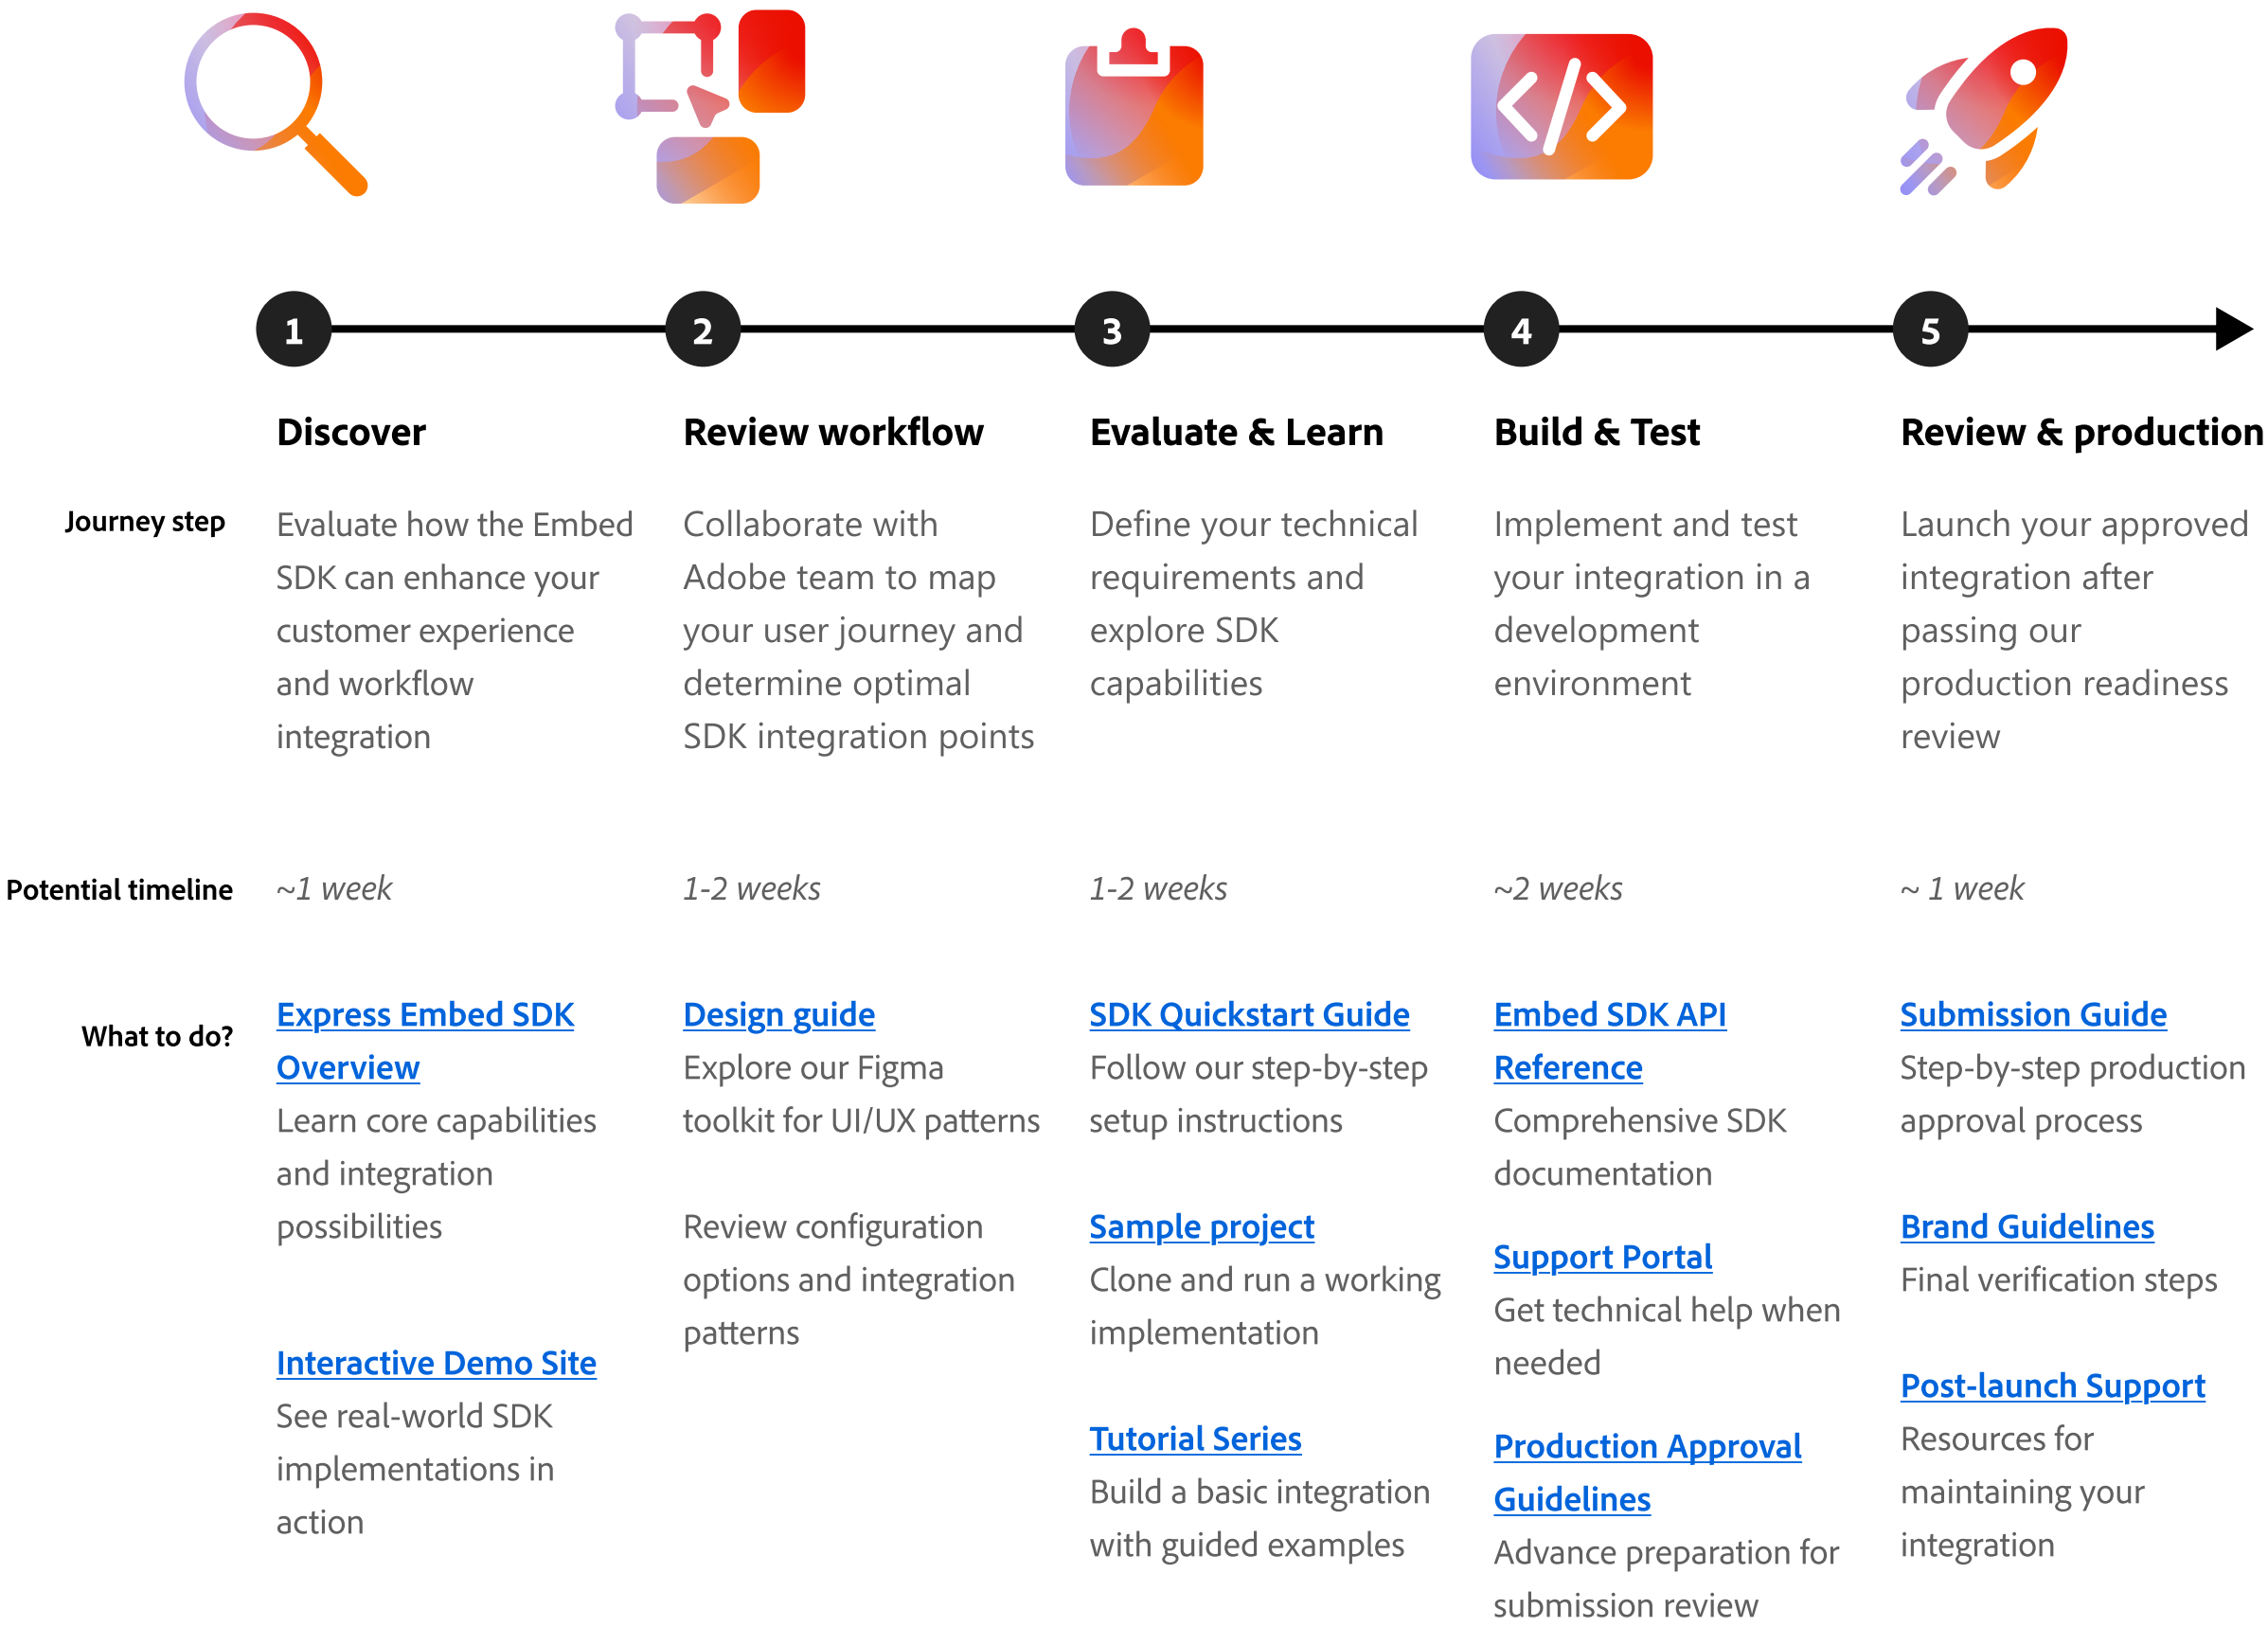 1
2
3
4
5
Discover
Review workflow
Evaluate & Learn
Build & Test
Review & production
Journey step
Evaluate how the Embed
SDK can enhance your
customer experience
and workflow
integration
Collaborate with
Adobe team to map
your user journey and
determine optimal
SDK integration points
Define your technical
requirements and
explore SDK
capabilities
Implement and test
your integration in a
development
environment
Launch your approved
integration after
passing our
production readiness
review
Potential timeline
~1 week
1-2 weeks
1-2 weeks
~2 weeks
~ 1 week
What to do?
Express Embed SDK
Overview
Learn core capabilities
and integration
possibilities
Interactive Demo Site
See real-world SDK
implementations in
action
Design guide
Explore our Figma
toolkit for UI/UX patterns
Review configuration
options and integration
patterns
SDK Quickstart Guide
Follow our step-by-step
setup instructions
Sample project
Clone and run a working
implementation
Tutorial Series
Build a basic integration
with guided examples
Embed SDK API
Reference
Comprehensive SDK
documentation
Support Portal
Get technical help when
needed
Production Approval
Guidelines
Advance preparation for
submission review
Submission Guide
Step-by-step production
approval process
Brand Guidelines
Final verification steps
Post-launch Support
Resources for
maintaining your
integration